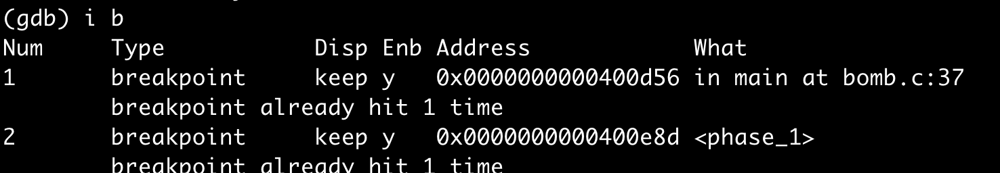 (gdb) i b
Num     Type           Disp Enb Address            What
1       breakpoint     keep y   0x0000000000400d56 in main at bomb.c:37
        breakpoint already hit 1 time
2       breakpoint     keep y   0x0000000000400e8d <phase_1>
        breakpoint already hit 1 time